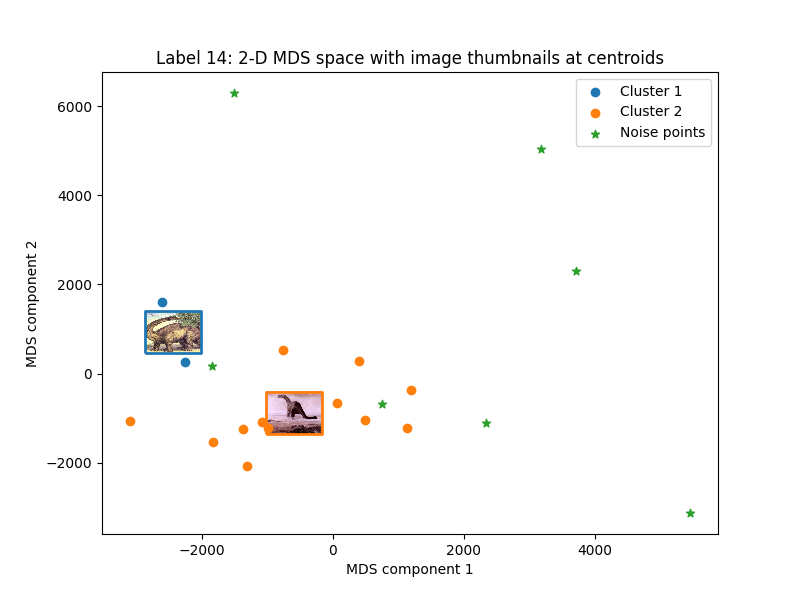 Label 14: 2-D MDS space with image thumbnails at centroids
Cluster 1
Cluster 2
Noise points
6000
4000
2000
0
−2000
MDS component 2
−2000
0
2000
4000
MDS component 1